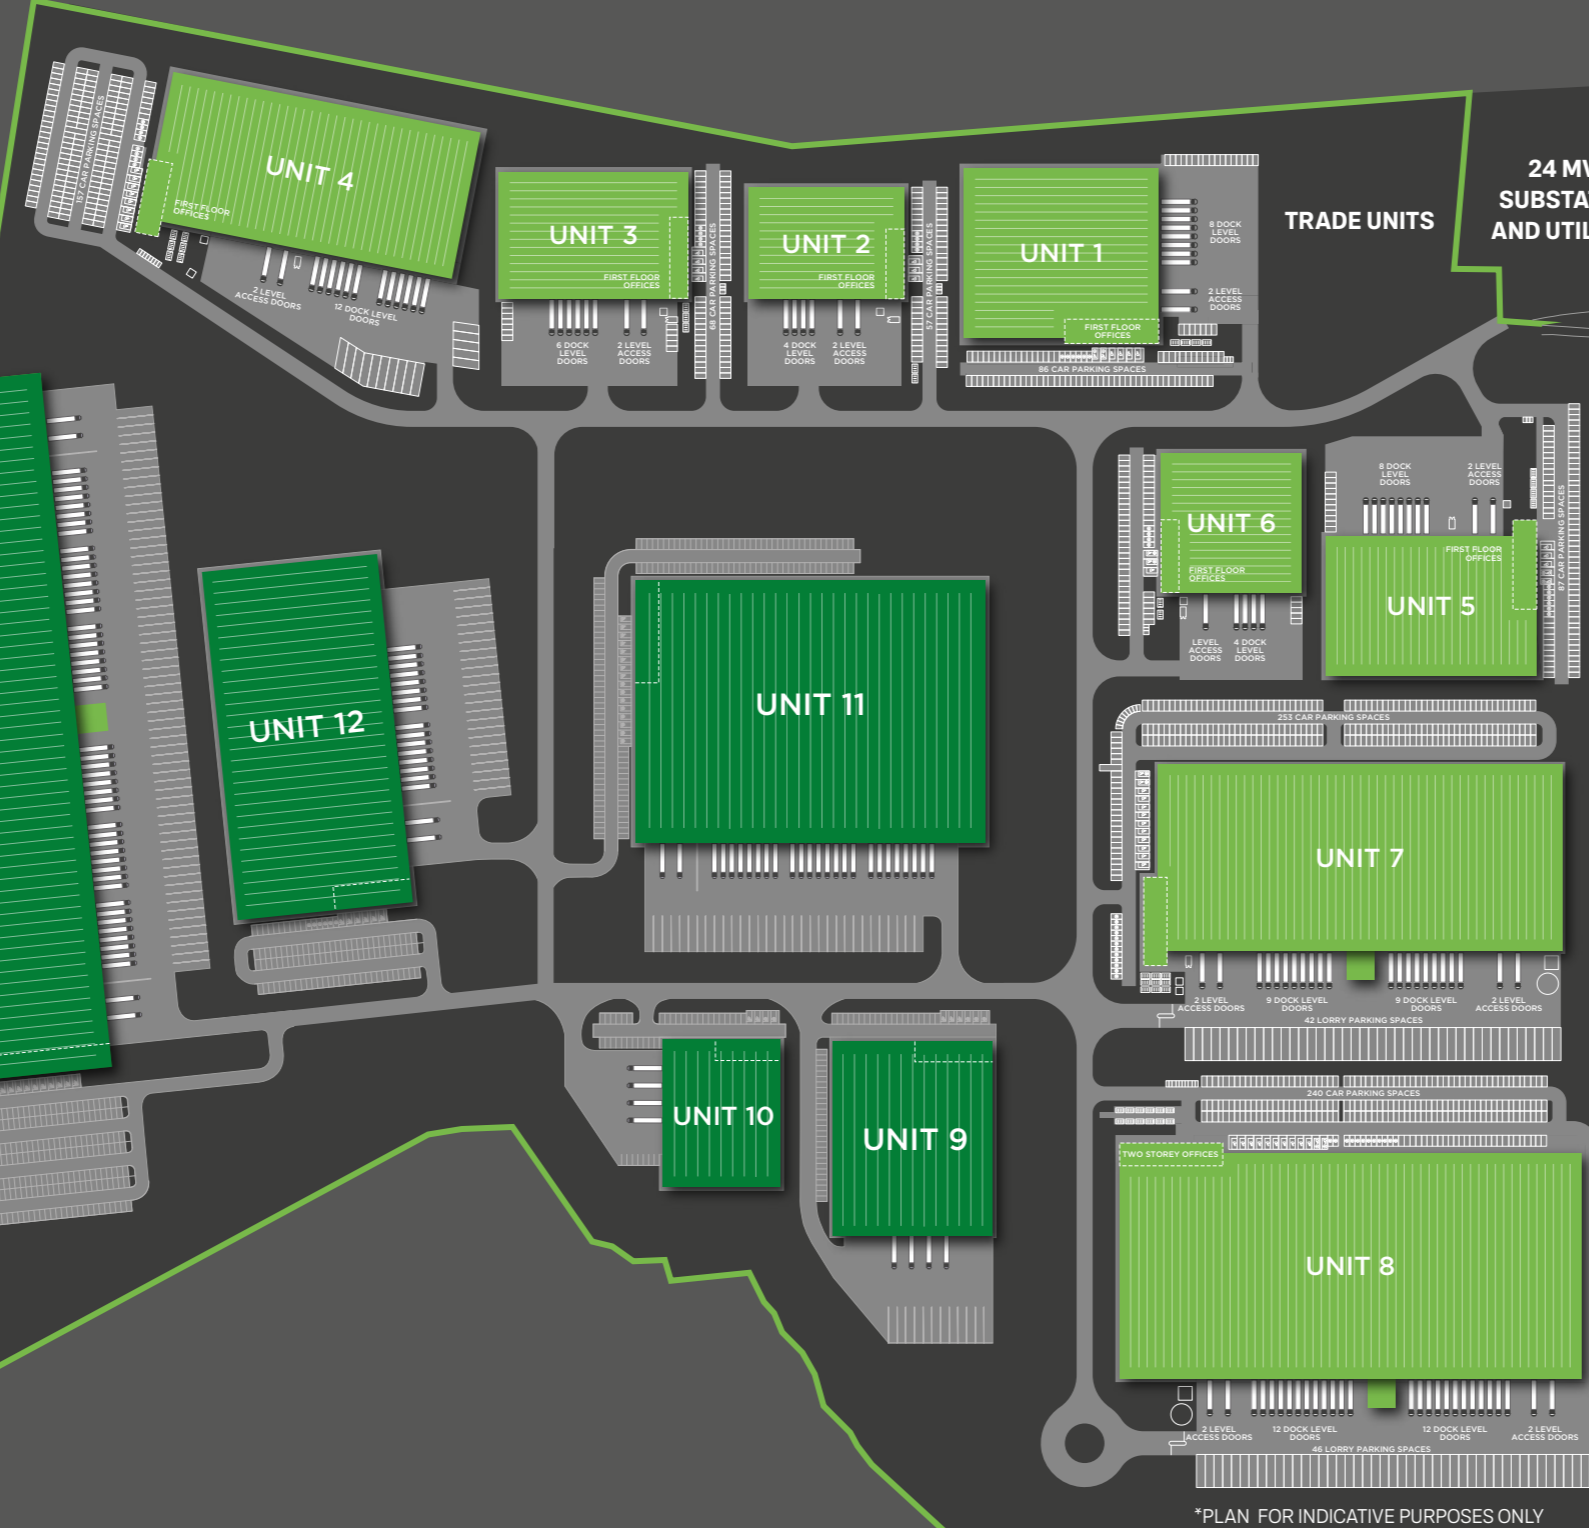 157 CAR PARKING SPACES
UNIT 4
FIRST FLOOR
OFFICES
2 LEVEL
ACCESS DOORS
12 DOCK LEVEL
DOORS
UNIT 3
FIRST FLOOR
OFFICES
6 DOCK
LEVEL
DOORS
2 LEVEL
ACCESS
DOORS
68 CAR PARKING SPACES
UNIT 2
FIRST FLOOR
OFFICES
4 DOCK
LEVEL
DOORS
2 LEVEL
ACCESS
DOORS
57 CAR PARKING SPACES
UNIT 1
FIRST FLOOR
OFFICES
8 DOCK
LEVEL
DOORS
2 LEVEL
ACCESS
DOORS
86 CAR PARKING SPACES
TRADE UNITS
24 MV
SUBSTA
AND UTIL
UNIT 6
FIRST FLOOR
OFFICES
LEVEL
ACCESS
DOORS
4 DOCK
LEVEL
DOORS
8 DOCK
LEVEL
DOORS
2 LEVEL
ACCESS
DOORS
FIRST FLOOR
OFFICES
UNIT 5
87 CAR PARKING SPACES
UNIT 12
UNIT 11
253 CAR PARKING SPACES
UNIT 7
2 LEVEL
ACCESS DOORS
9 DOCK LEVEL
DOORS
9 DOCK LEVEL
DOORS
2 LEVEL
ACCESS DOORS
42 LORRY PARKING SPACES
UNIT 10
UNIT 9
240 CAR PARKING SPACES
TWO STOREY OFFICES
UNIT 8
2 LEVEL
ACCESS DOORS
12 DOCK LEVEL
DOORS
12 DOCK LEVEL
DOORS
2 LEVEL
ACCESS DOORS
46 LORRY PARKING SPACES
*PLAN FOR INDICATIVE PURPOSES ONLY